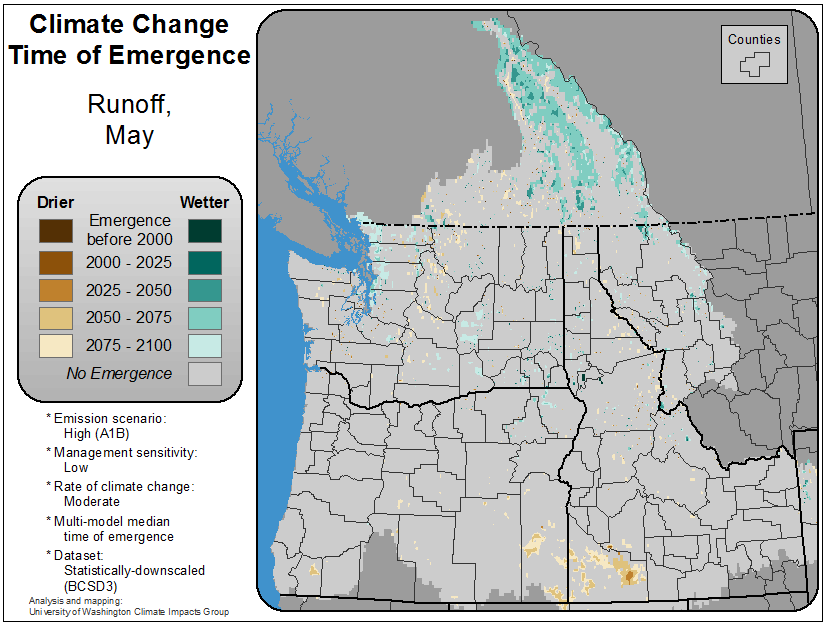 Climate Change
Time of Emergence
Runoff,
May
Counties
Drier
Wetter
Emergence
before 2000
2000 - 2025
2025 - 2050
2050 - 2075
2075 - 2100
No Emergence
* Emission scenario:
High (A1B)
* Management sensitivity:
Low
* Rate of climate change:
Moderate
* Multi-model median
time of emergence
* Dataset:
Statistically-downscaled
(BCSD3)
Analysis and mapping:
University of Washington Climate Impacts Group